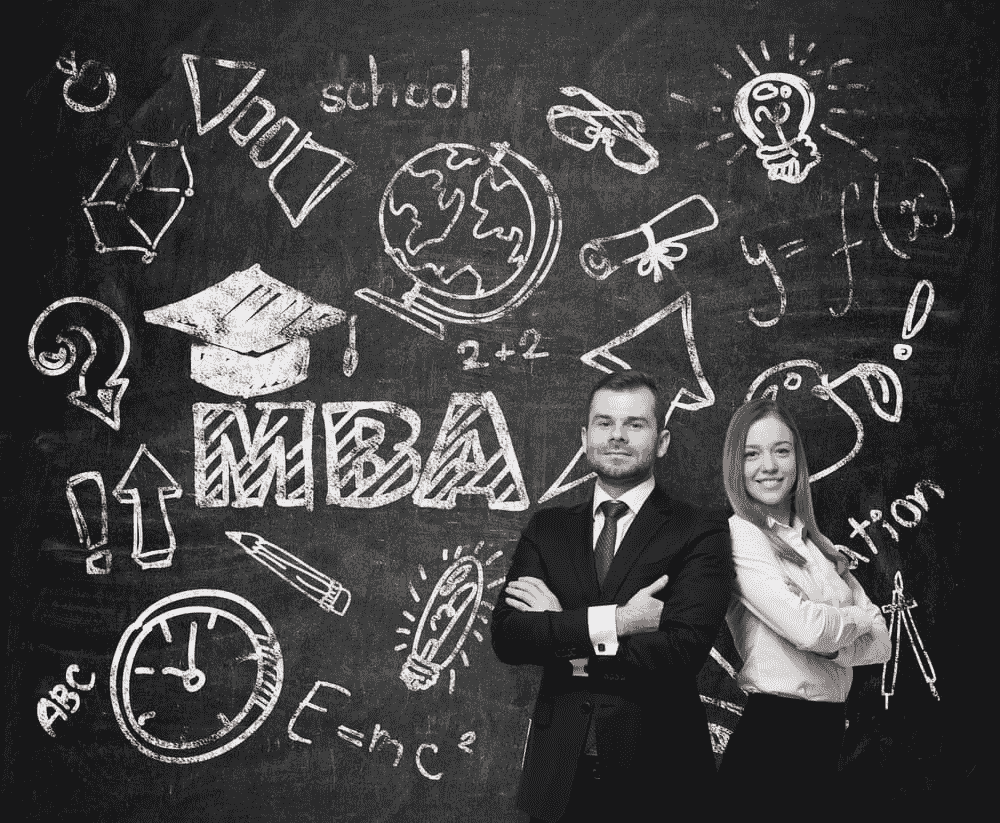 school
y = f(x)
2+2
MBA
ation
ABC
E=mc²